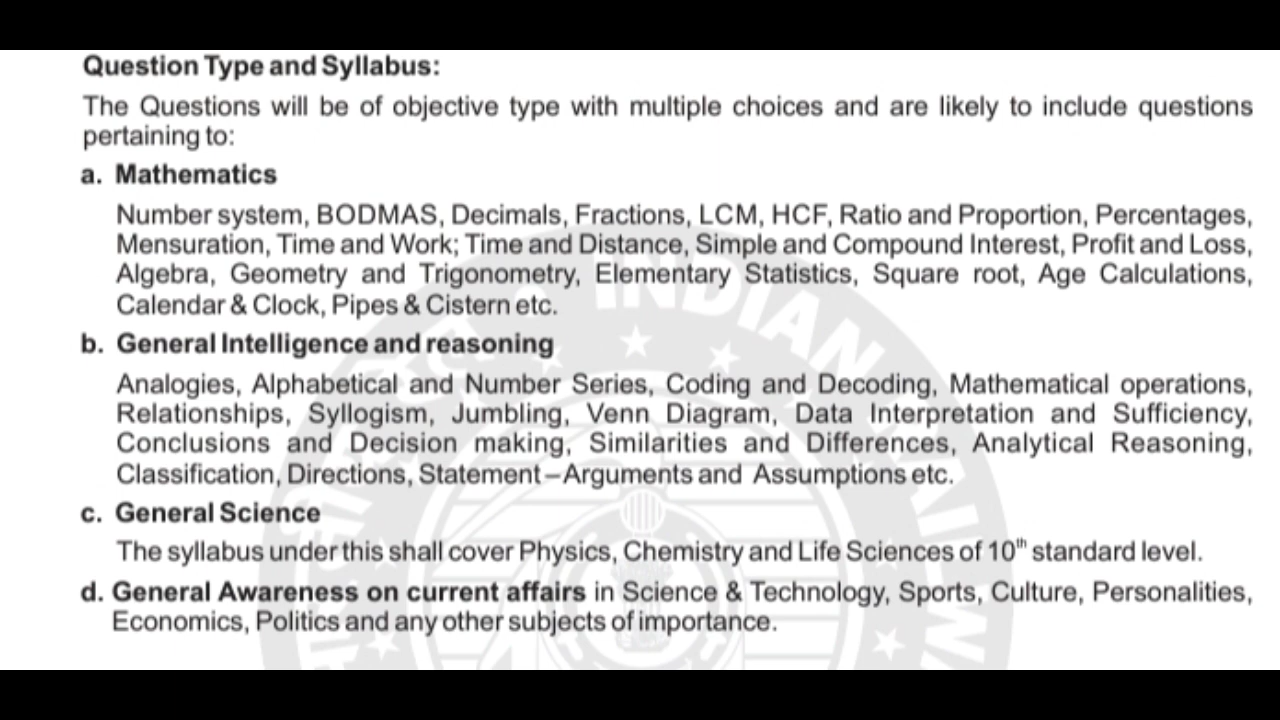 Question Type and Syllabus:
The Questions will be of objective type with multiple choices and are likely to include questions
pertaining to:
a. Mathematics
Number system, BODMAS, Decimals, Fractions, LCM, HCF, Ratio and Proportion, Percentages,
Mensuration, Time and Work; Time and Distance, Simple and Compound Interest, Profit and Loss,
Algebra, Geometry and Trigonometry, Elementary Statistics, Square root, Age Calculations,
Calendar & Clock, Pipes & Cistern etc.
b. General Intelligence and reasoning
Analogies, Alphabetical and Number Series, Coding and Decoding, Mathematical operations,
Relationships, Syllogism, Jumbling, Venn Diagram, Data Interpretation and Sufficiency,
Conclusions and Decision making, Similarities and Differences, Analytical Reasoning,
Classification, Directions, Statement – Arguments and Assumptions etc.
c. General Science
The syllabus under this shall cover Physics, Chemistry and Life Sciences of 10th standard level.
d. General Awareness on current affairs in Science & Technology, Sports, Culture, Personalities,
Economics, Politics and any other subjects of importance.
INDIAN